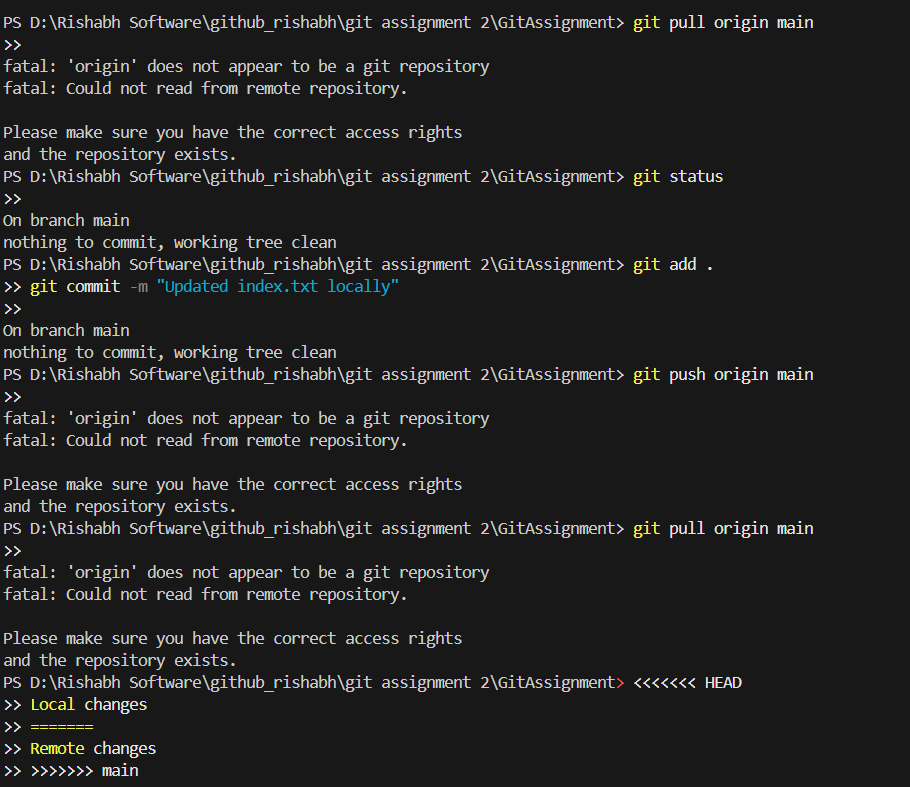 PS D:\Rishabh Software\github_rishabh\git assignment 2\GitAssignment> git pull origin main
>>
fatal: 'origin' does not appear to be a git repository
fatal: Could not read from remote repository.
Please make sure you have the correct access rights
and the repository exists.
PS D:\Rishabh Software\github_rishabh\git assignment 2\GitAssignment> git status
>>
On branch main
nothing to commit, working tree clean
PS D:\Rishabh Software\github_rishabh\git assignment 2\GitAssignment> git add .
>> git commit -m "Updated index.txt locally"
>>
On branch main
nothing to commit, working tree clean
PS D:\Rishabh Software\github_rishabh\git assignment 2\GitAssignment> git push origin main
>>
fatal: 'origin' does not appear to be a git repository
fatal: Could not read from remote repository.
Please make sure you have the correct access rights
and the repository exists.
PS D:\Rishabh Software\github_rishabh\git assignment 2\GitAssignment> git pull origin main
>>
fatal: 'origin' does not appear to be a git repository
fatal: Could not read from remote repository.
Please make sure you have the correct access rights
and the repository exists.
PS D:\Rishabh Software\github_rishabh\git assignment 2\GitAssignment> <<<<<<< HEAD
>> Local changes
>> =======
>> Remote changes
>> >>>>>>> main